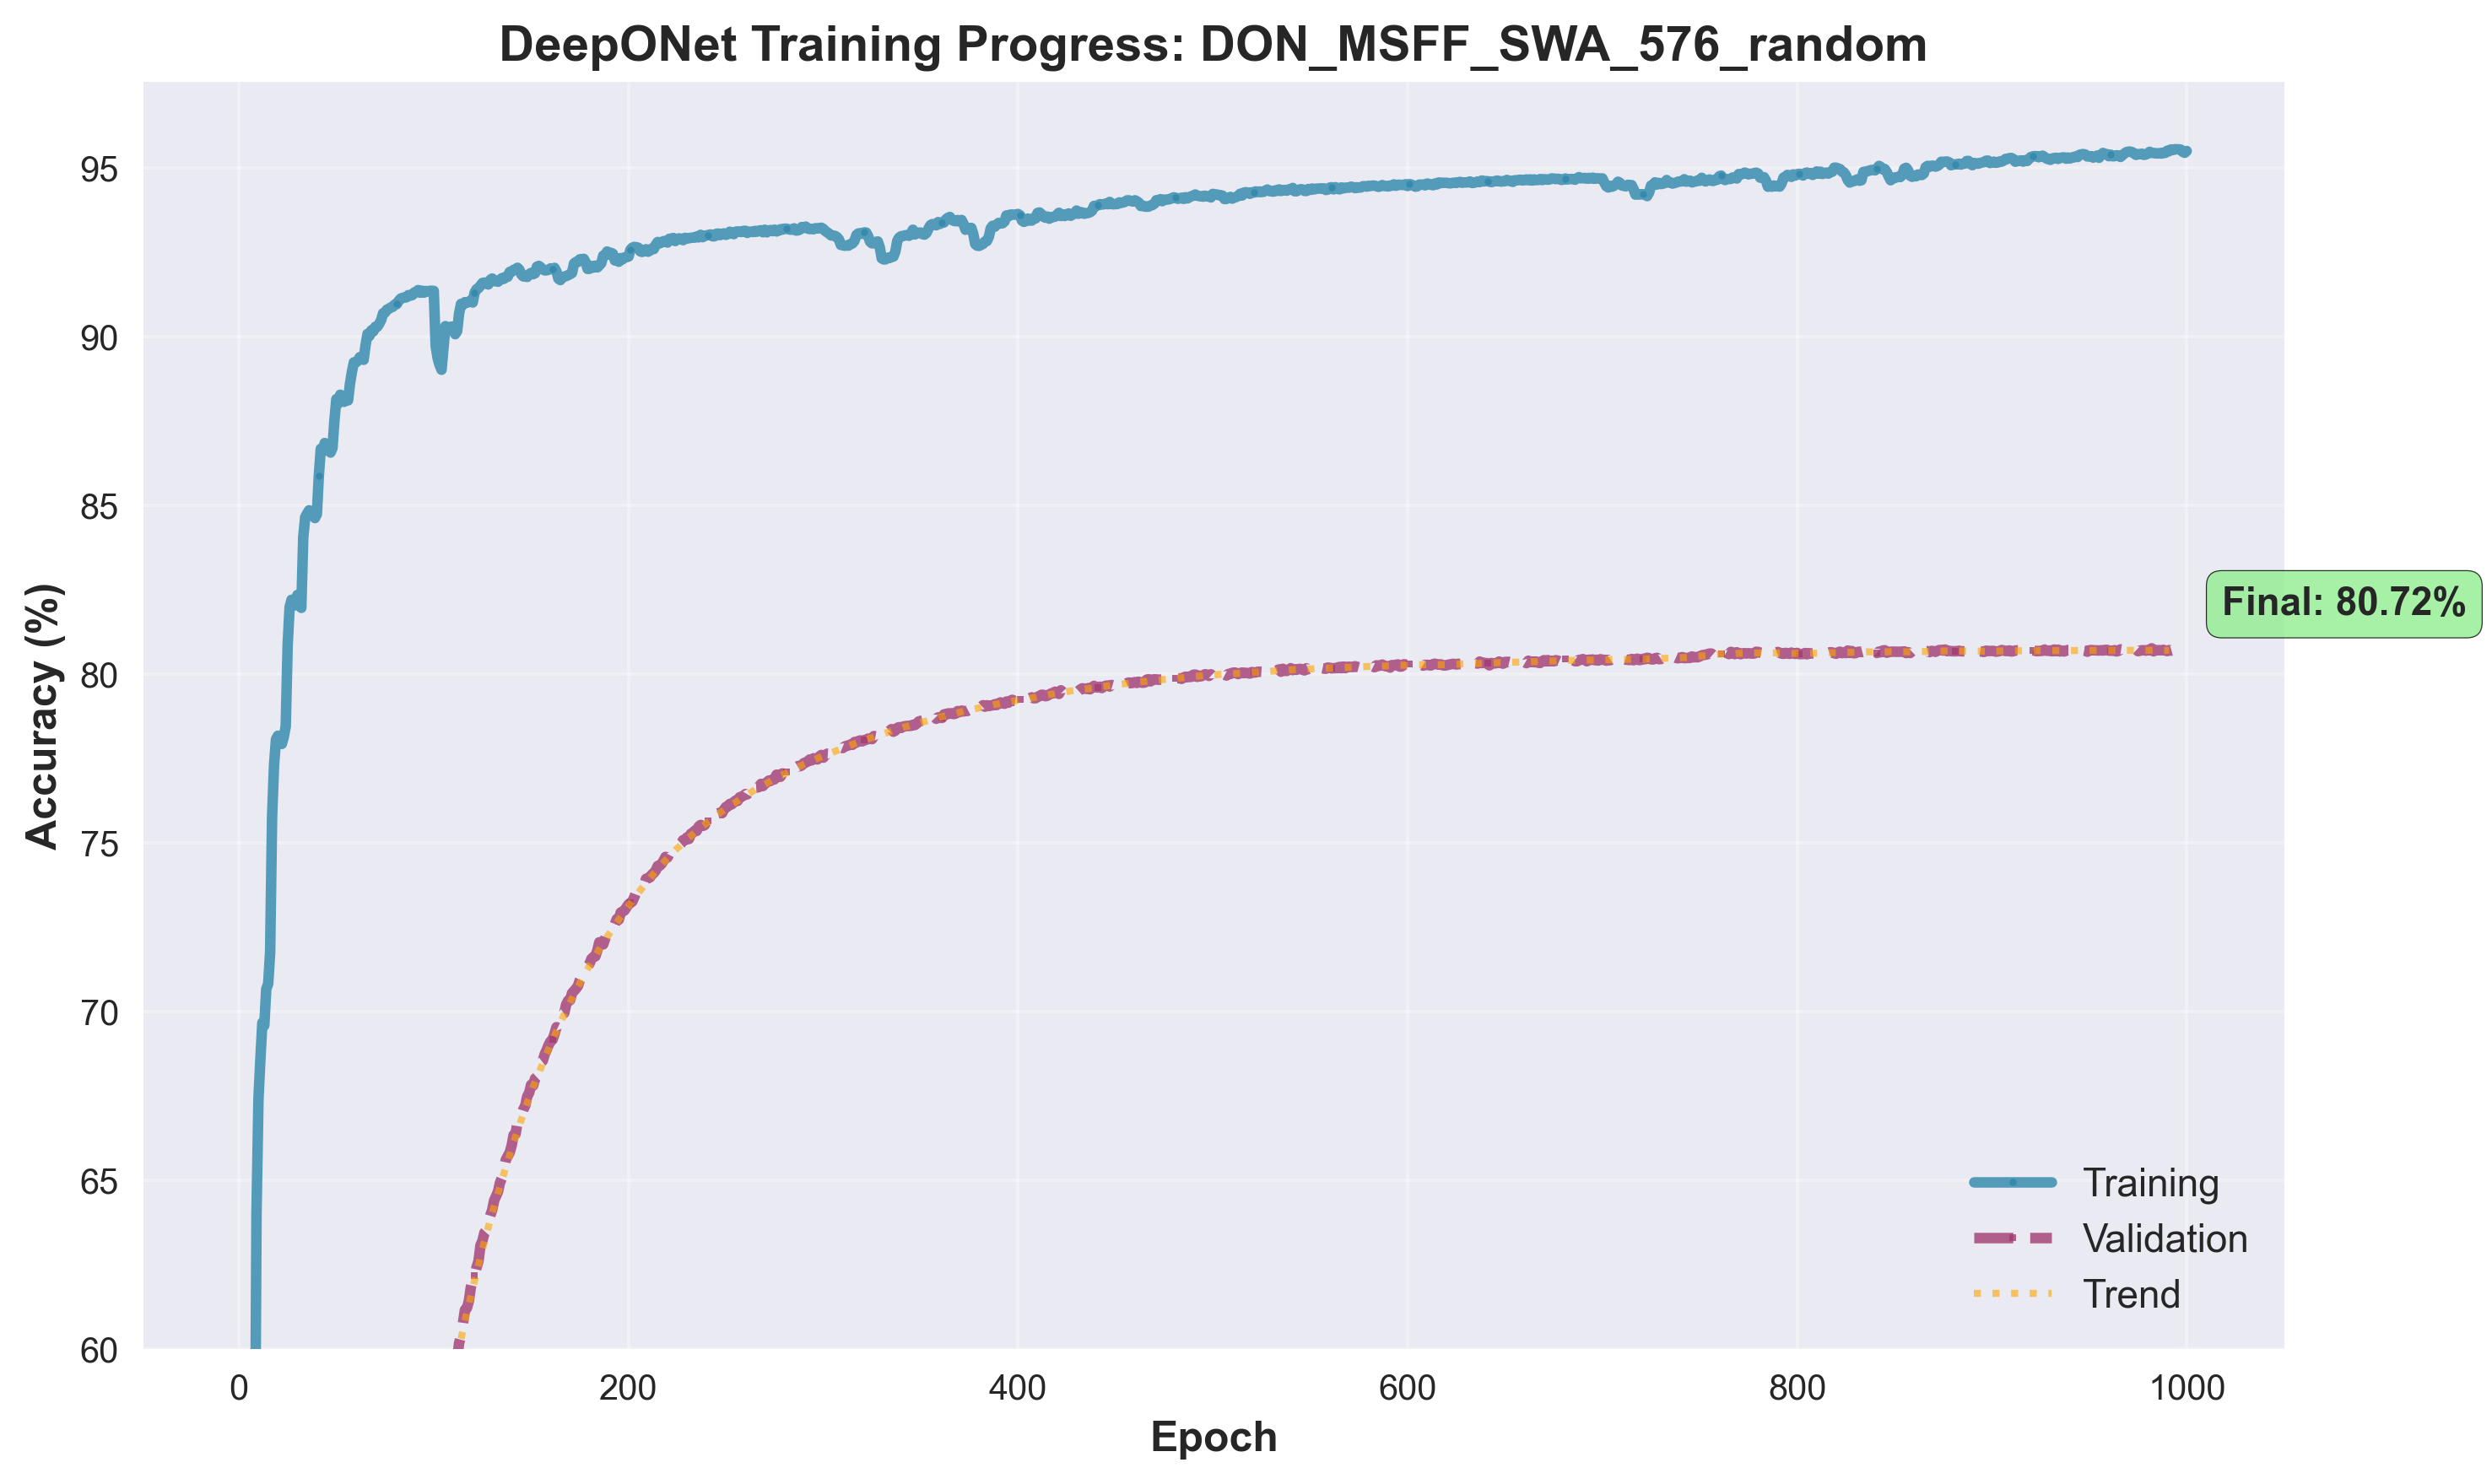 DeepONet Training Progress: DON_MSFF_SWA_576_random
Accuracy (%)
95
90
85
80
75
70
65
60
Final: 80.72%
Training
Validation
Trend
0 200 400 600 800 1000
Epoch